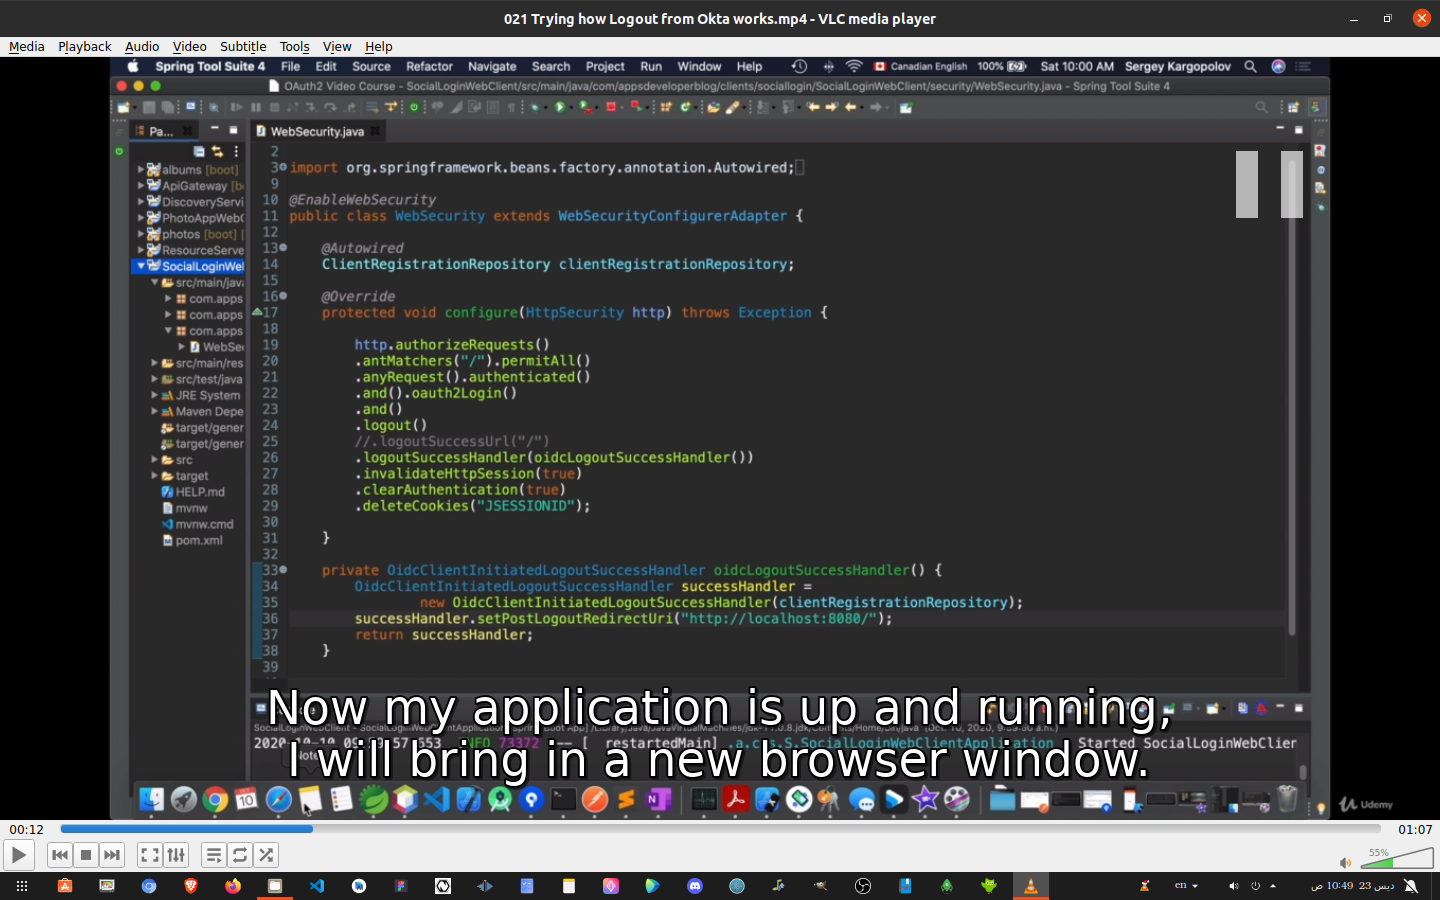 021 Trying how Logout from Okta works.mp4 - VLC media player
Media Playback Audio Video Subtitle Tools View Help
Spring Tool Suite 4 File Edit Source Refactor Navigate Search Project Run Window Help Canadian English 100% Sat 10:00 AM Sergey Kargopolov
OAuth2 Video Course - SocialLoginWebClient/src/main/java/com/appsdeveloperblog/clients/sociallogin/SocialLoginWebClient/security/WebSecurity.java - Spring Tool Suite 4
Pa...
WebSecurity.java
albums [boot]
ApiGateway [b
DiscoveryServi
PhotoAppWebC
photos [boot] [
ResourceServe
SocialLoginWel
src/main/java
com.apps
com.apps
com.apps
WebSe
src/main/res
src/test/java
JRE System
Maven Depe
target/gener
target/gener
src
target
HELP.md
mvnw
mvnw.cmd
pom.xml
2
3 import org.springframework.beans.factory.annotation.Autowired;
9
10 @EnableWebSecurity
11 public class WebSecurity extends WebSecurityConfigurerAdapter {
12
13 @Autowired
14 ClientRegistrationRepository clientRegistrationRepository;
15
16 @Override
17 protected void configure(HttpSecurity http) throws Exception {
18
19 http.authorizeRequests()
20 .antMatchers("/").permitAll()
21 .anyRequest().authenticated()
22 .and().oauth2Login()
23 .and()
24 .logout()
25 //.logoutSuccessUrl("/")
26 .logoutSuccessHandler(oidcLogoutSuccessHandler())
27 .invalidateHttpSession(true)
28 .clearAuthentication(true)
29 .deleteCookies("JSESSIONID");
30
31 }
32
33 private OidcClientInitiatedLogoutSuccessHandler oidcLogoutSuccessHandler() {
34 OidcClientInitiatedLogoutSuccessHandler successHandler =
35 new OidcClientInitiatedLogoutSuccessHandler(clientRegistrationRepository);
36 successHandler.setPostLogoutRedirectUri("http://localhost:8080/");
37 return successHandler;
38 }
39
Now my application is up and running,
73372 --- [ restartedMain] .a.c.s.S.SocialLoginWebClientApplication : Started SocialLoginWebClien
I will bring in a new browser window.
Udemy
00:12 01:07
55%
en ديس 23 10:49 ص